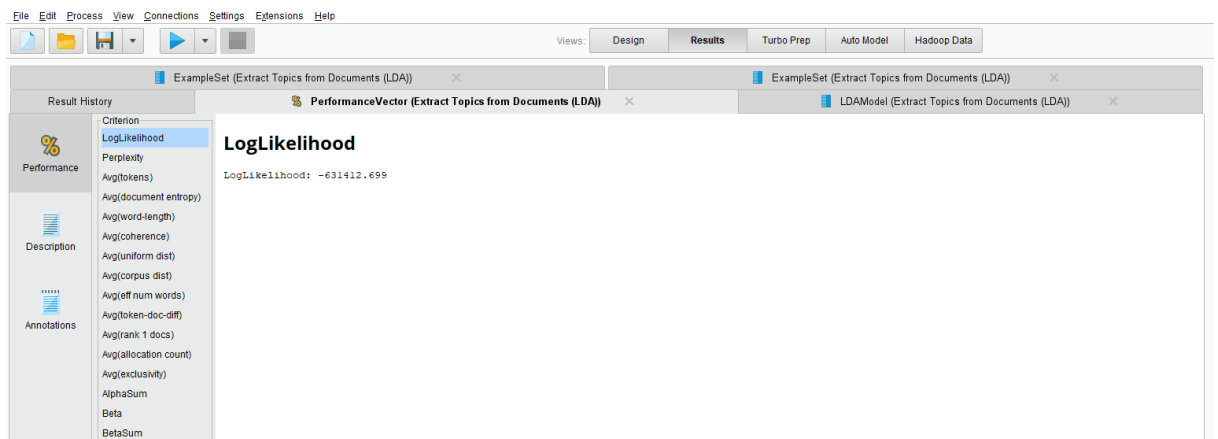 File Edit Process View Connections Settings Extensions Help
Views: Design Results Turbo Prep Auto Model Hadoop Data
ExampleSet (Extract Topics from Documents (LDA)) ExampleSet (Extract Topics from Documents (LDA))
Result History PerformanceVector (Extract Topics from Documents (LDA)) LDAModel (Extract Topics from Documents (LDA))
%
Performance
Description
Annotations
Criterion
LogLikelihood
Perplexity
Avg(tokens)
Avg(document entropy)
Avg(word-length)
Avg(coherence)
Avg(uniform dist)
Avg(corpus dist)
Avg(eff num words)
Avg(token-doc-diff)
Avg(rank 1 docs)
Avg(allocation count)
Avg(exclusivity)
AlphaSum
Beta
BetaSum
LogLikelihood
LogLikelihood: -631412.699